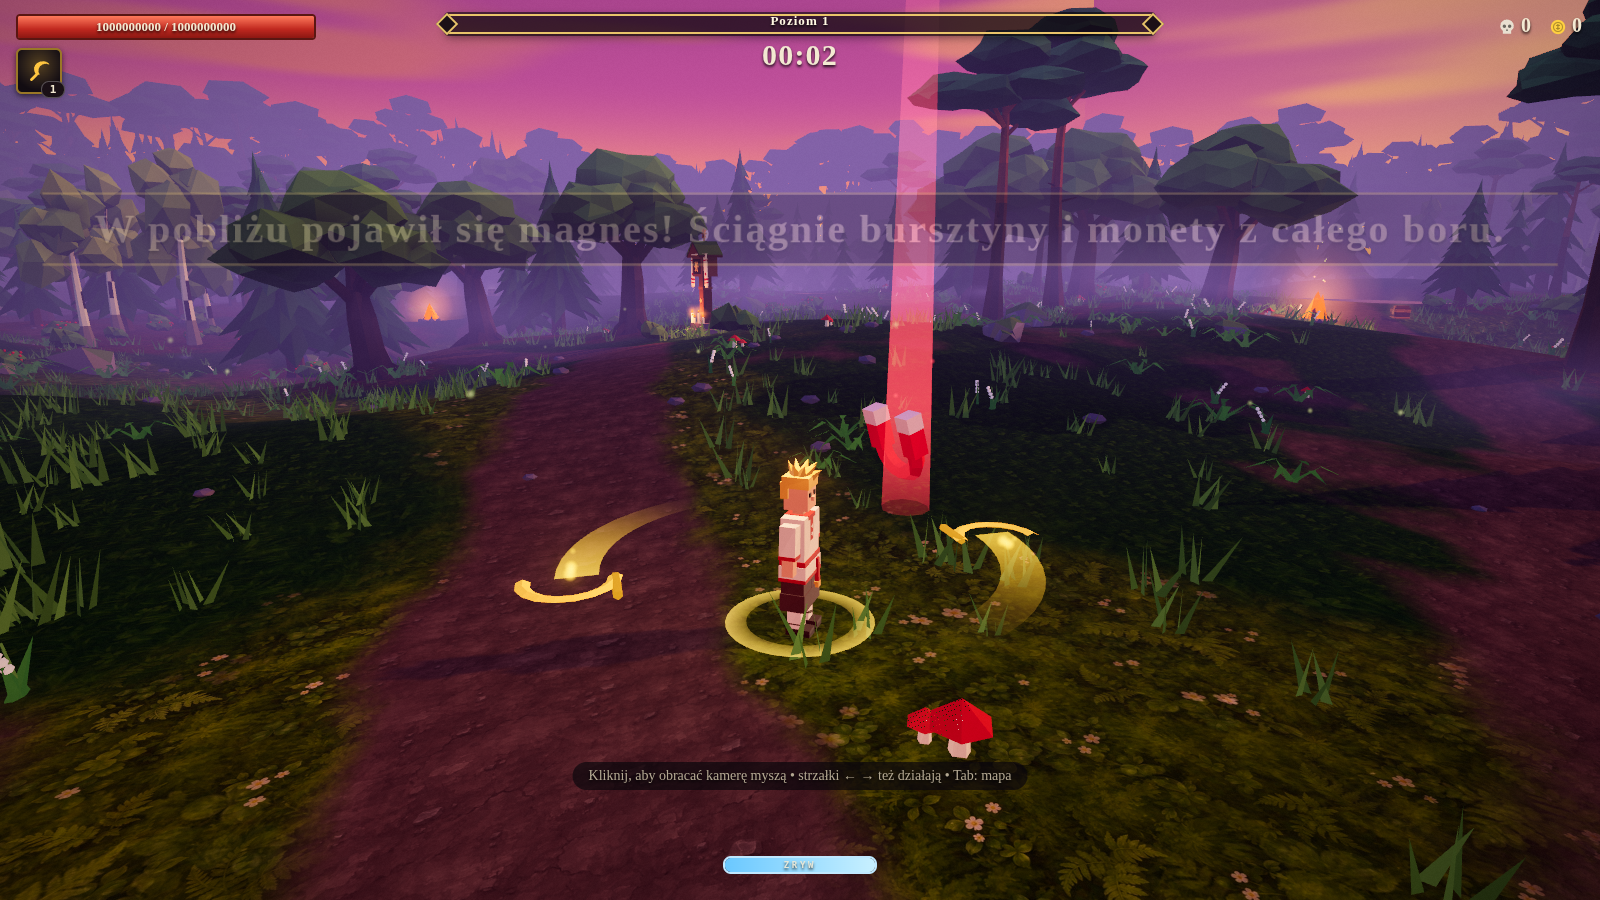 1000000000 / 1000000000
Poziom 1
0
0
00:02
1
W pobliżu pojawił się magnes! Ściągnie bursztyny i monety z całego boru.
Kliknij, aby obracać kamerę myszą • strzałki ← → też działają • Tab: mapa
ZRYW